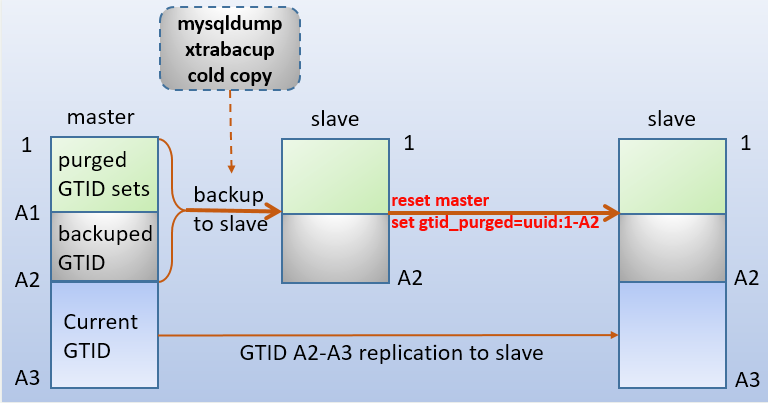 mysqldump
xtrabacup
cold copy
master
slave
slave
1
purged
GTID sets
A1
backuped
GTID
A2
Current
GTID
A3
backup
to slave
1
A2
reset master
set gtid_purged=uuid:1-A2
1
A2
A3
GTID A2-A3 replication to slave